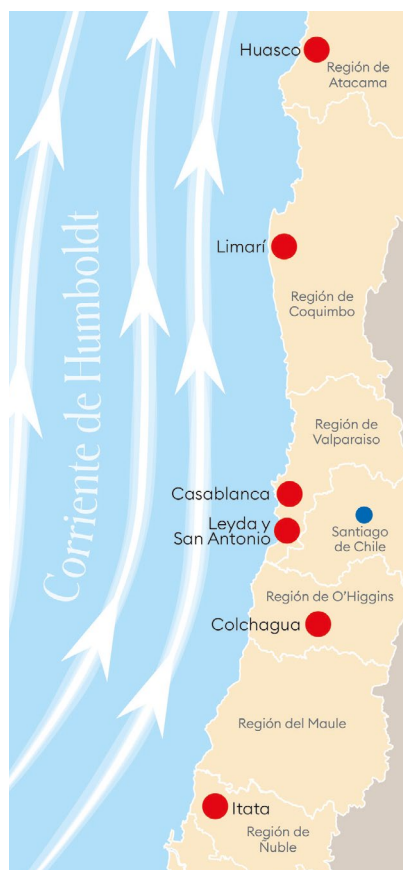 Huasco
Región de
Atacama
Corriente de Humboldt
Limarí
Región de
Coquimbo
Región de
Valparaiso
Casablanca
Leyda y
San Antonio
Santiago
de Chile
Región de O'Higgins
Colchagua
Región del Maule
Itata
Región de
Ñuble